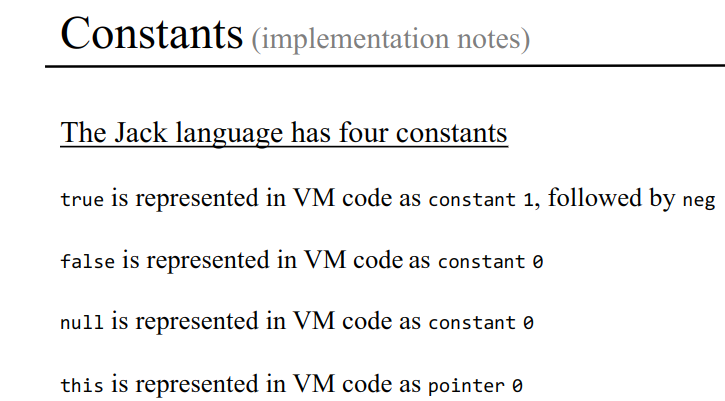 Constants (implementation notes)
The Jack language has four constants
true is represented in VM code as constant 1, followed by neg
false is represented in VM code as constant 0
null is represented in VM code as constant 0
this is represented in VM code as pointer 0